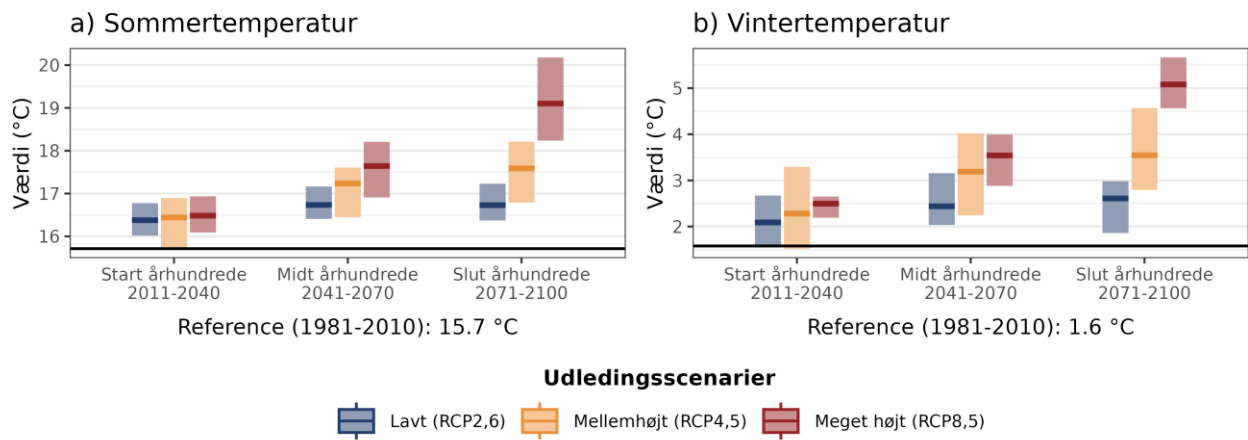 a) Sommertemperatur
Værdi (°C)
20
19
18
17
16
Start århundrede
2011-2040
Midt århundrede
2041-2070
Slut århundrede
2071-2100
Reference (1981-2010): 15.7 °C
b) Vintertemperatur
Værdi (°C)
5
4
3
2
Start århundrede
2011-2040
Midt århundrede
2041-2070
Slut århundrede
2071-2100
Reference (1981-2010): 1.6 °C
Udledingsscenarier
Lavt (RCP2,6)
Mellemhøjt (RCP4,5)
Meget højt (RCP8,5)